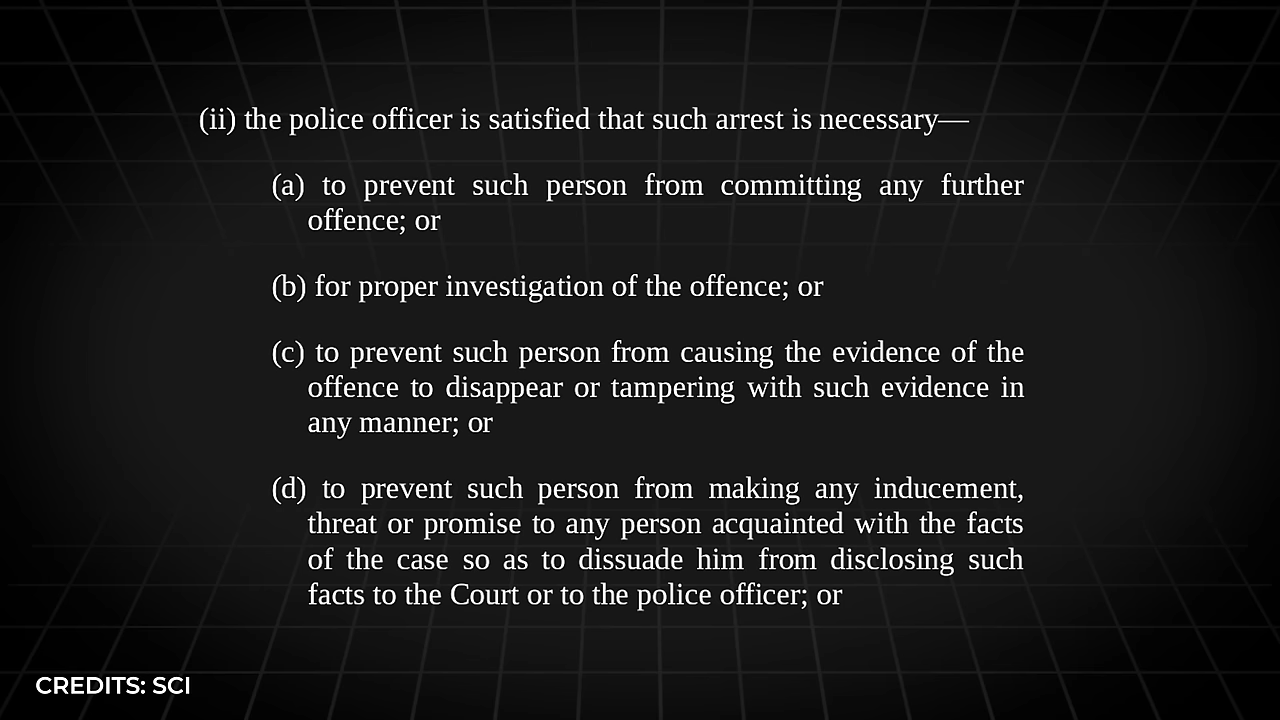 (ii) the police officer is satisfied that such arrest is necessary—
(a) to prevent such person from committing any further
offence; or
(b) for proper investigation of the offence; or
(c) to prevent such person from causing the evidence of the
offence to disappear or tampering with such evidence in
any manner; or
(d) to prevent such person from making any inducement,
threat or promise to any person acquainted with the facts
of the case so as to dissuade him from disclosing such
facts to the Court or to the police officer; or
CREDITS: SCI